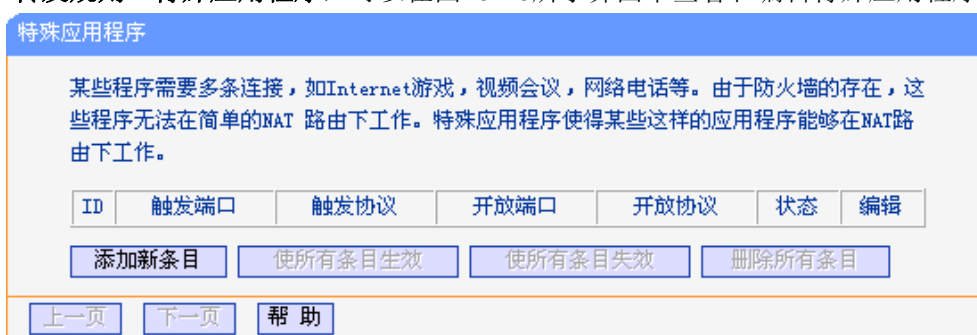 特殊应用程序
某些程序需要多条连接，如Internet游戏，视频会议，网络电话等。由于防火墙的存在，这
些程序无法在简单的NAT 路由下工作。特殊应用程序使得某些这样的应用程序能够在NAT路
由下工作。
ID 触发端口 触发协议 开放端口 开放协议 状态 编辑
添加新条目 使所有条目生效 使所有条目失效 删除所有条目
上一页 下一页 帮 助